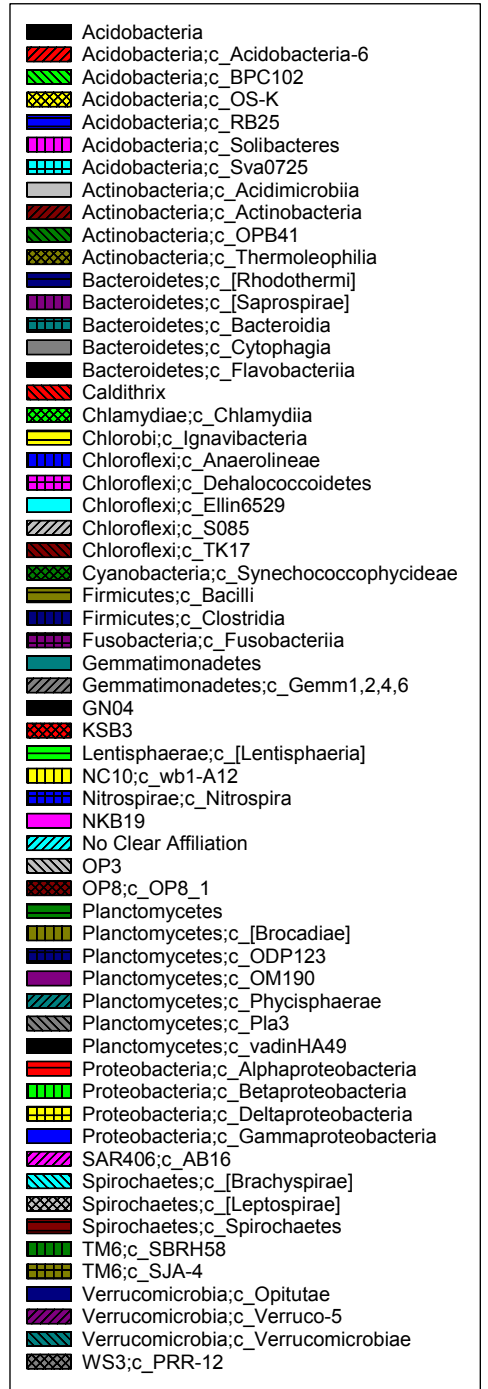 Acidobacteria
Acidobacteria;c_Acidobacteria-6
Acidobacteria;c_BPC102
Acidobacteria;c_OS-K
Acidobacteria;c_RB25
Acidobacteria;c_Solibacteres
Acidobacteria;c_Sva0725
Actinobacteria;c_Acidimicrobiia
Actinobacteria;c_Actinobacteria
Actinobacteria;c_OPB41
Actinobacteria;c_Thermoleophilia
Bacteroidetes;c_[Rhodothermi]
Bacteroidetes;c_[Saprospirae]
Bacteroidetes;c_Bacteroidia
Bacteroidetes;c_Cytophagia
Bacteroidetes;c_Flavobacteriia
Caldithrix
Chlamydiae;c_Chlamydiia
Chlorobi;c_Ignavibacteria
Chloroflexi;c_Anaerolineae
Chloroflexi;c_Dehalococcoidetes
Chloroflexi;c_Ellin6529
Chloroflexi;c_S085
Chloroflexi;c_TK17
Cyanobacteria;c_Synechococcophycideae
Firmicutes;c_Bacilli
Firmicutes;c_Clostridia
Fusobacteria;c_Fusobacteriia
Gemmatimonadetes
Gemmatimonadetes;c_Gemm1,2,4,6
GN04
KSB3
Lentisphaerae;c_[Lentisphaeria]
NC10;c_wb1-A12
Nitrospirae;c_Nitrospira
NKB19
No Clear Affiliation
OP3
OP8;c_OP8_1
Planctomycetes
Planctomycetes;c_[Brocadiae]
Planctomycetes;c_ODP123
Planctomycetes;c_OM190
Planctomycetes;c_Phycisphaerae
Planctomycetes;c_Pla3
Planctomycetes;c_vadinHA49
Proteobacteria;c_Alphaproteobacteria
Proteobacteria;c_Betaproteobacteria
Proteobacteria;c_Deltaproteobacteria
Proteobacteria;c_Gammaproteobacteria
SAR406;c_AB16
Spirochaetes;c_[Brachyspirae]
Spirochaetes;c_[Leptospirae]
Spirochaetes;c_Spirochaetes
TM6;c_SBRH58
TM6;c_SJA-4
Verrucomicrobia;c_Opitutae
Verrucomicrobia;c_Verruco-5
Verrucomicrobia;c_Verrucomicrobiae
WS3;c_PRR-12